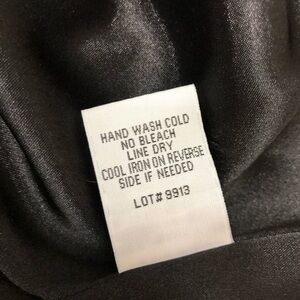 HAND WASH COLD
NO BLEACH
LINE DRY
COOL IRON ON REVERSE
SIDE IF NEEDED
LOT# 9913